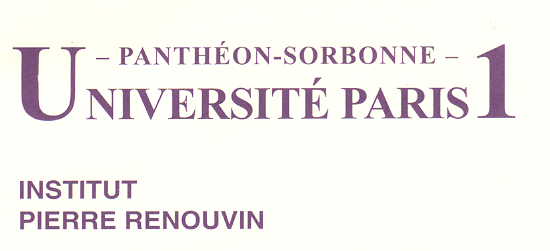 – PANTHÉON-SORBONNE –
UNIVERSITÉ PARIS 1
INSTITUT
PIERRE RENOUVIN